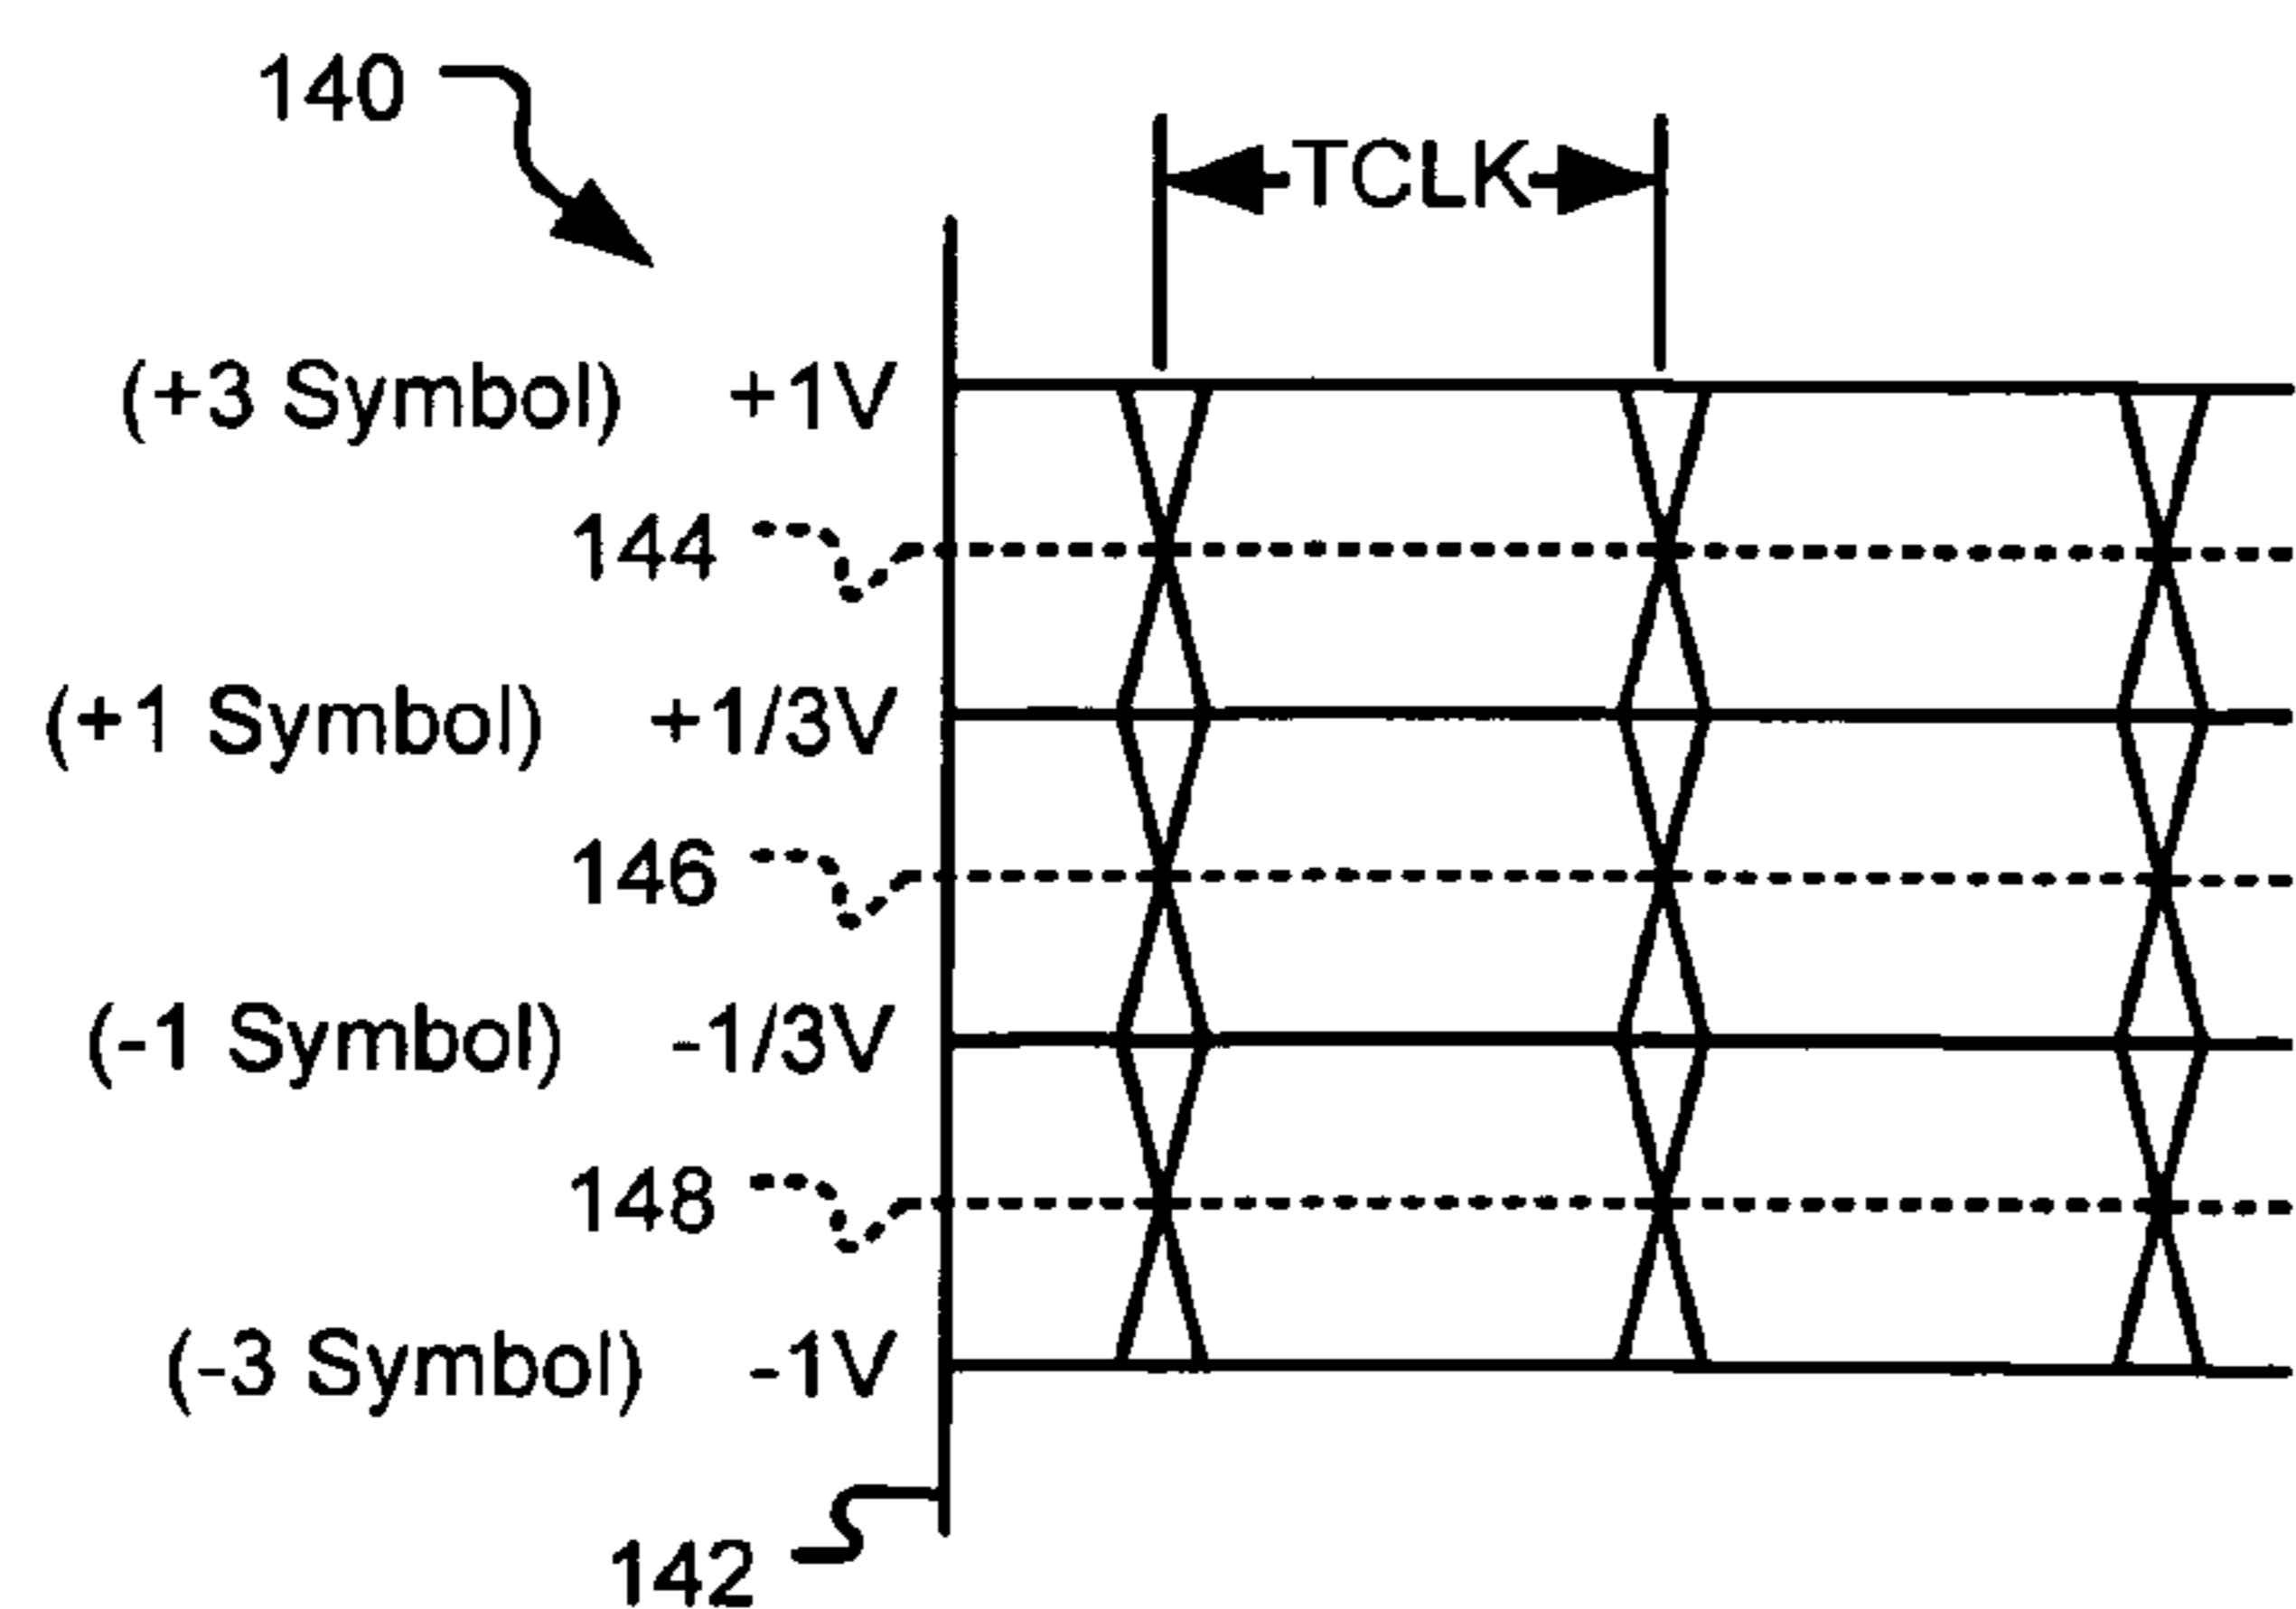 140
TCLK
(+3 Symbol) +1V
144
(+1 Symbol) +1/3V
146
(-1 Symbol) -1/3V
148
(-3 Symbol) -1V
142